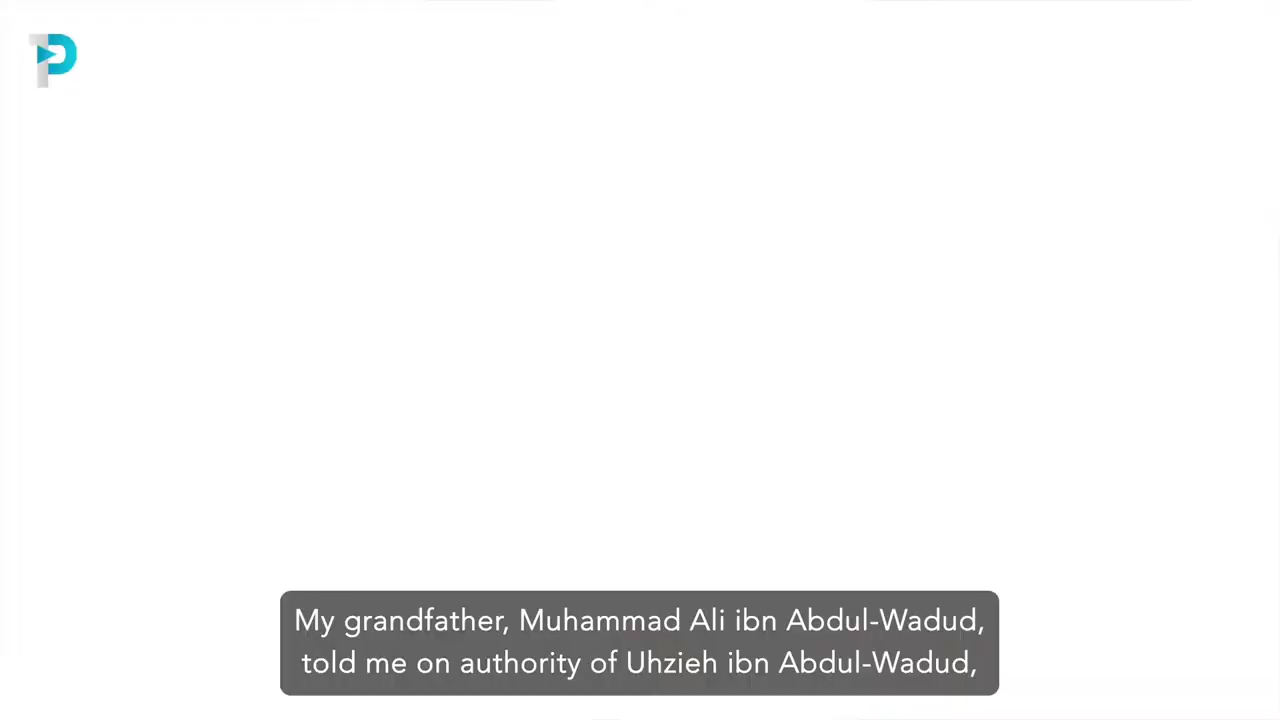 My grandfather, Muhammad Ali ibn Abdul-Wadud,
told me on authority of Uhzieh ibn Abdul-Wadud,